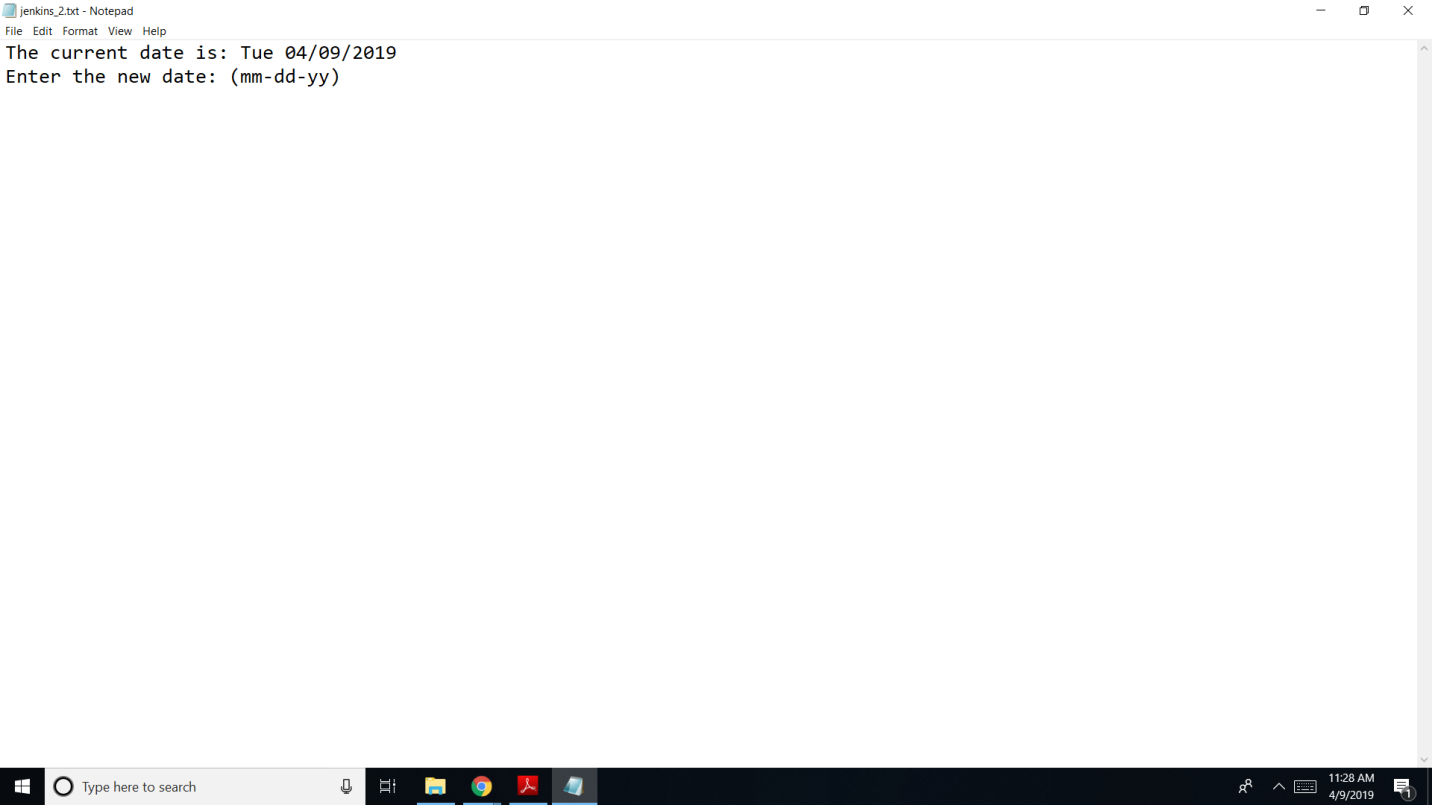 jenkins_2.txt - Notepad
File Edit Format View Help
The current date is: Tue 04/09/2019
Enter the new date: (mm-dd-yy)
Type here to search
11:28 AM
4/9/2019
1